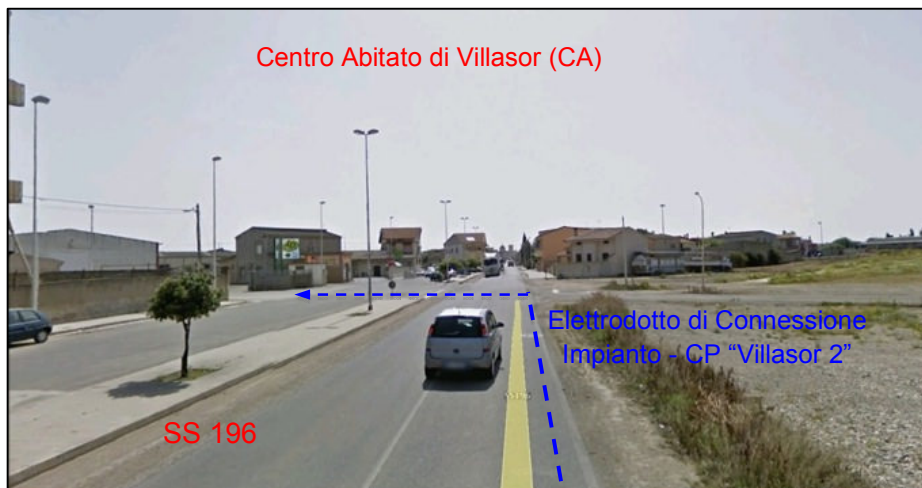 Centro Abitato di Villasor (CA)
Elettrodotto di Connessione
Impianto - CP “Villasor 2”
SS 196